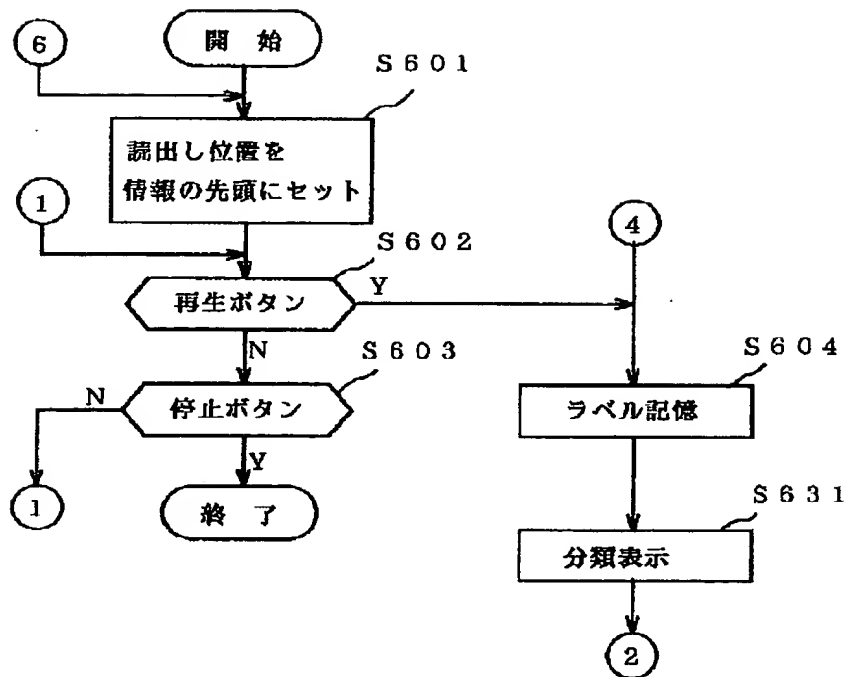 6
開 始
S601
読出し位置を
情報の先頭にセット
1
4
S602
再生ボタン
Y
N
S603
S604
N
停止ボタン
ラベル記憶
Y
1
終 了
S631
分類表示
2